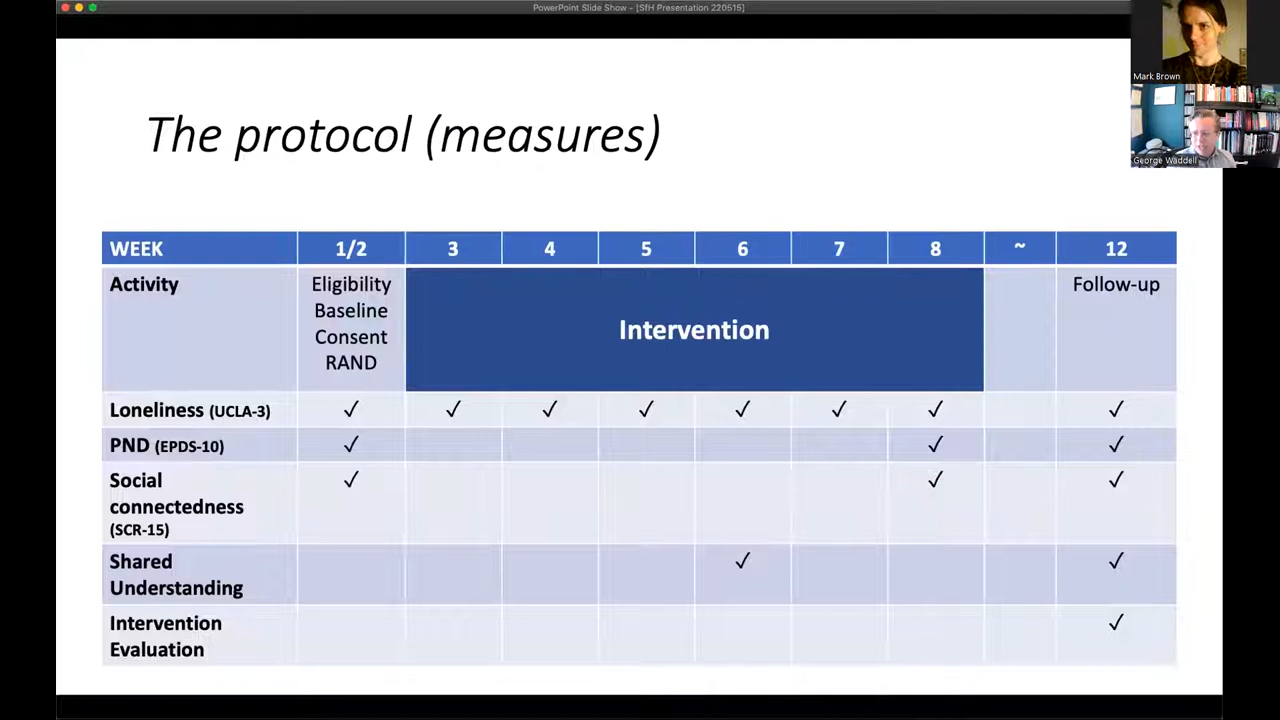 PowerPoint Slide Show - [SfH Presentation 220515]
Mark Brown
George Waddell
The protocol (measures)
WEEK 1/2 3 4 5 6 7 8 ~ 12
Activity
Eligibility
Baseline
Consent
RAND
Intervention
Follow-up
Loneliness (UCLA-3) ✓ ✓ ✓ ✓ ✓ ✓ ✓ ✓
PND (EPDS-10) ✓ ✓ ✓
Social
connectedness
(SCR-15)
✓ ✓ ✓
Shared
Understanding
✓ ✓
Intervention
Evaluation
✓